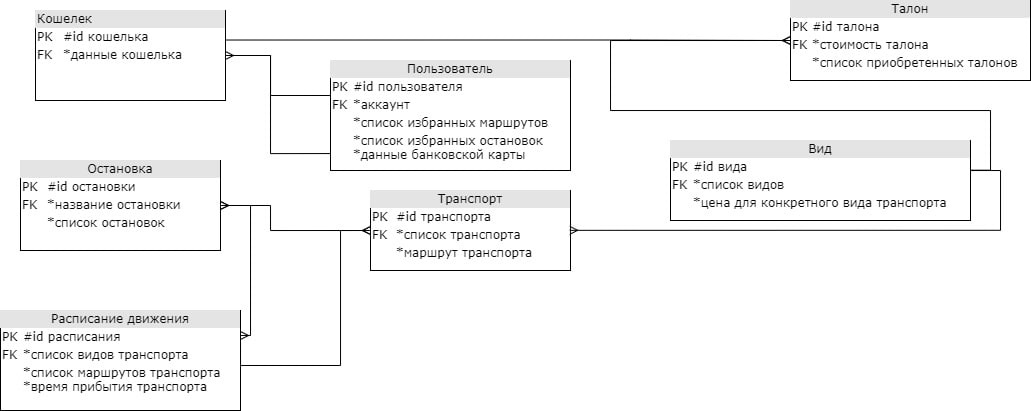 Кошелек
PK #id кошелька
FK *данные кошелька
Талон
PK #id талона
FK *стоимость талона
*список приобретенных талонов
Пользователь
PK #id пользователя
FK *аккаунт
*список избранных маршрутов
*список избранных остановок
*данные банковской карты
Вид
PK #id вида
FK *список видов
*цена для конкретного вида транспорта
Остановка
PK #id остановки
FK *название остановки
*список остановок
Транспорт
PK #id транспорта
FK *список транспорта
*маршрут транспорта
Расписание движения
PK #id расписания
FK *список видов транспорта
*список маршрутов транспорта
*время прибытия транспорта